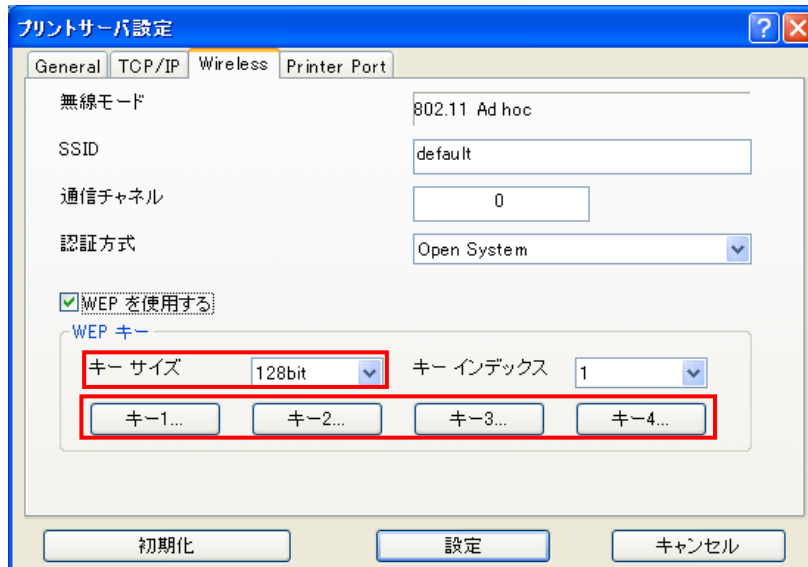 プリントサーバ設定
General TCP/IP Wireless Printer Port
無線モード 802.11 Ad hoc
SSID default
通信チャネル 0
認証方式 Open System
WEP を使用する
WEP キー
キー サイズ 128bit キー インデックス 1
キー1... キー2... キー3... キー4...
初期化 設定 キャンセル